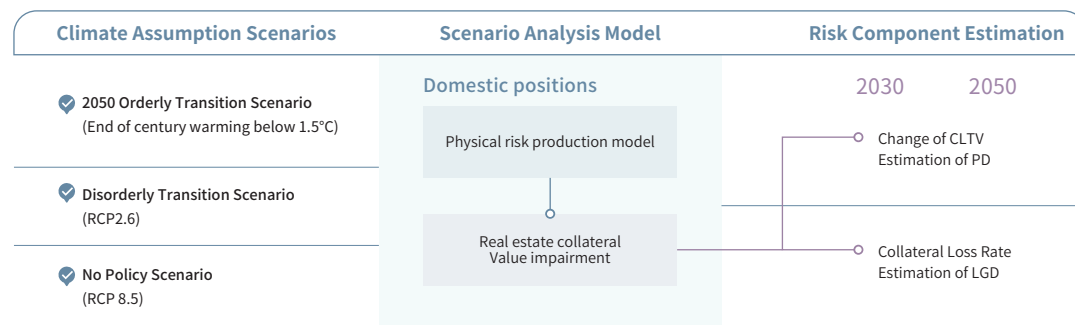 Climate Assumption Scenarios
Scenario Analysis Model
Risk Component Estimation
2050 Orderly Transition Scenario
(End of century warming below 1.5°C)
Disorderly Transition Scenario
(RCP2.6)
No Policy Scenario
(RCP 8.5)
Domestic positions
Physical risk production model
Real estate collateral
Value impairment
2030 2050
Change of CLTV
Estimation of PD
Collateral Loss Rate
Estimation of LGD